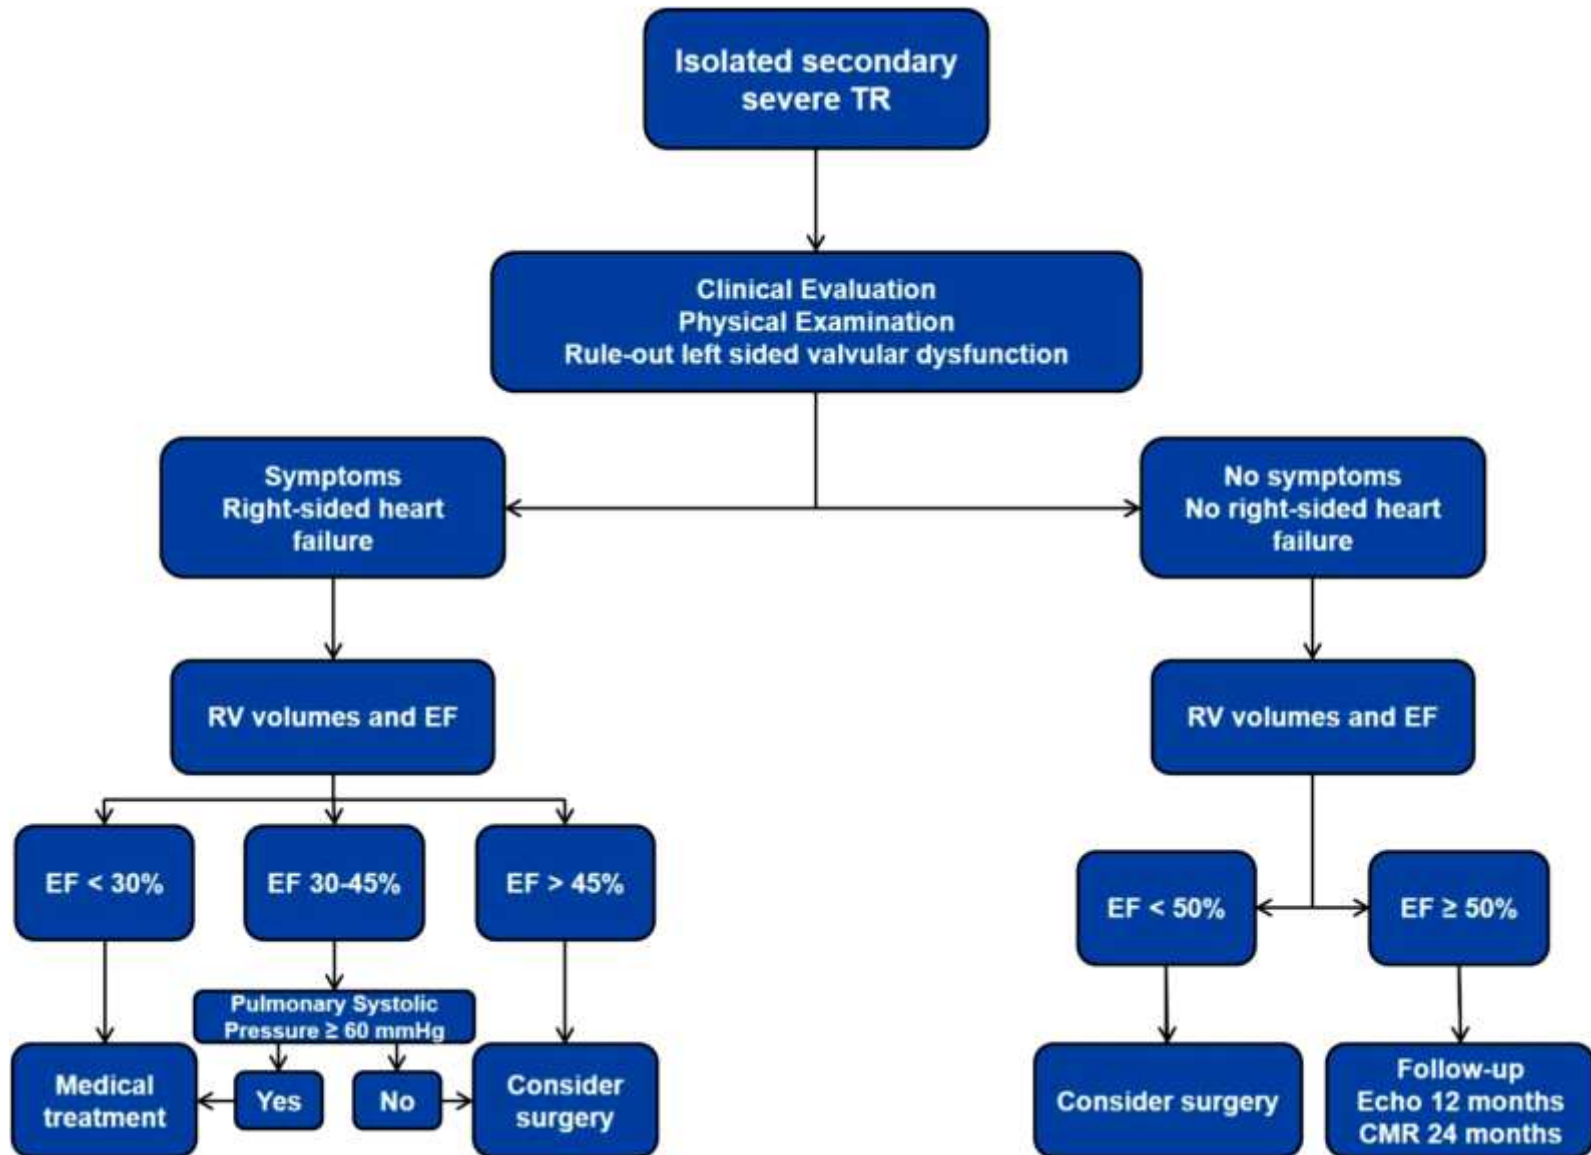 Isolated secondary
severe TR
Clinical Evaluation
Physical Examination
Rule-out left sided valvular dysfunction
Symptoms
Right-sided heart
failure
No symptoms
No right-sided heart
failure
RV volumes and EF
RV volumes and EF
EF < 30%
EF 30-45%
EF > 45%
EF < 50%
EF ≥ 50%
Pulmonary Systolic
Pressure ≥ 60 mmHg
Medical
treatment
Yes
No
Consider
surgery
Consider surgery
Follow-up
Echo 12 months
CMR 24 months